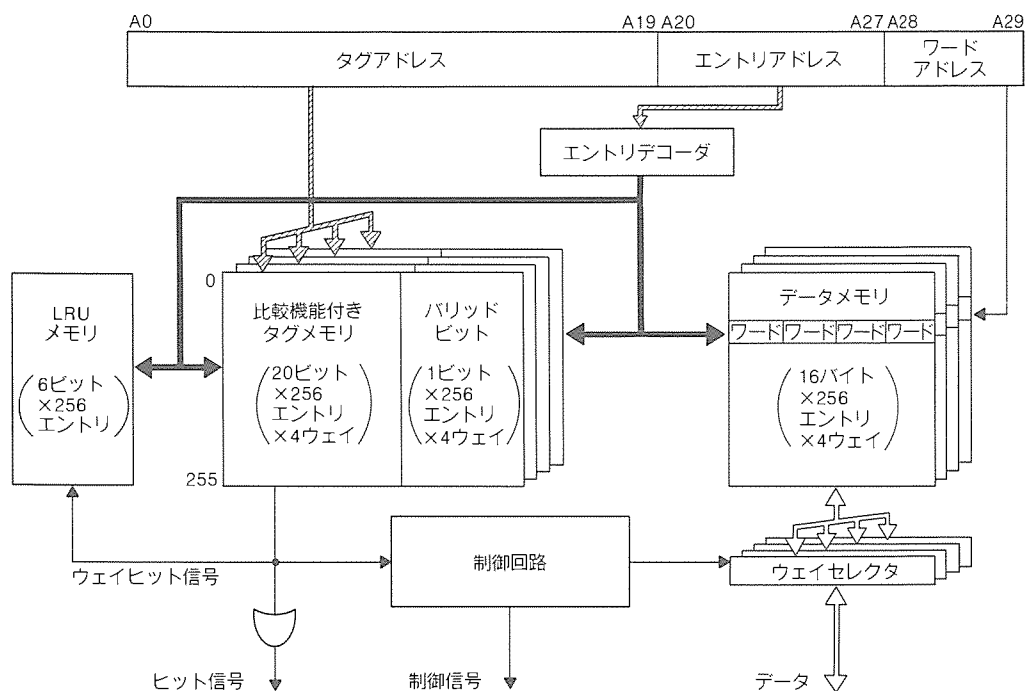 A0
A19
A20
A27
A28
A29
タグアドレス
エントリアドレス
ワード
アドレス
エントリデコーダ
0
255
LRU
メモリ
6ビット
×256
エントリ
比較機能付き
タグメモリ
20ビット
×256
エントリ
×4ウェイ
バリッド
ビット
1ビット
×256
エントリ
×4ウェイ
データメモリ
ワード
ワード
ワード
ワード
16バイト
×256
エントリ
×4ウェイ
ウェイヒット信号
制御回路
ウェイセレクタ
ヒット信号
制御信号
データ